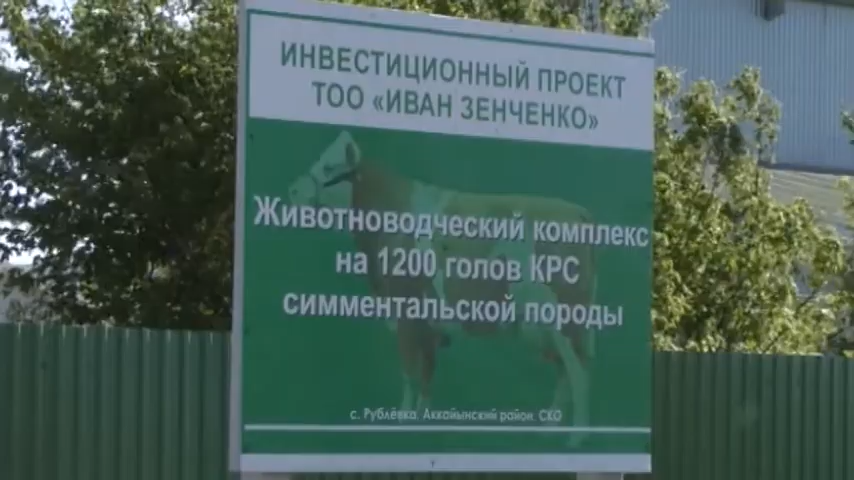 ИНВЕСТИЦИОННЫЙ ПРОЕКТ
ТОО «ИВАН ЗЕНЧЕНКО»
Животноводческий комплекс
на 1200 голов КРС
симментальской породы
с. Рублёвка, Аккайынский район, СКО